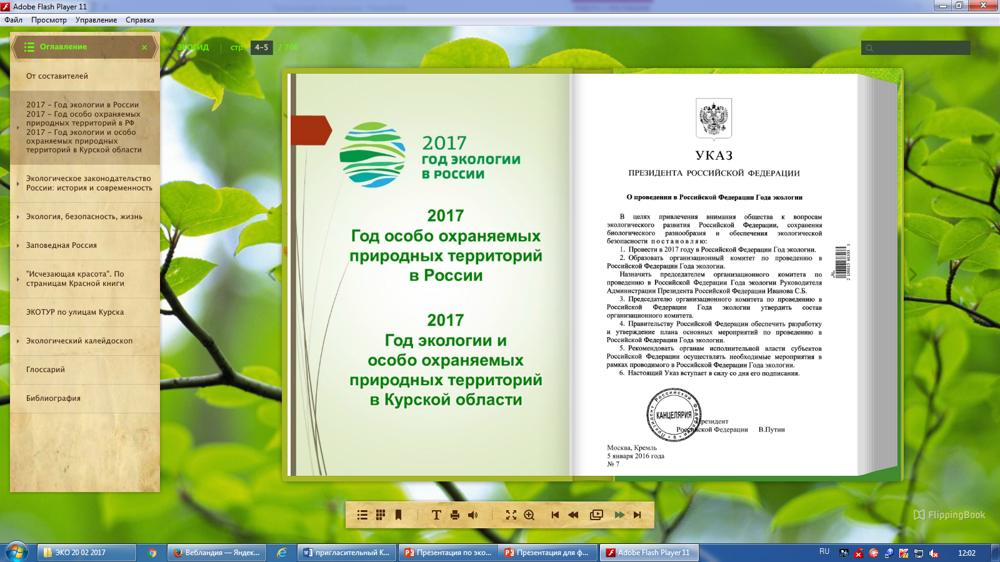 Adobe Flash Player 11
Файл Просмотр Управление Справка
Оглавление
ЭКОГИД стр. 4-5 / 700
От составителей
2017 - Год экологии в России
2017 - Год особо охраняемых
природных территорий в РФ
2017 - Год экологии и особо
охраняемых природных
территорий в Курской области
Экологическое законодательство
России: история и современность
Экология, безопасность, жизнь
Заповедная Россия
"Исчезающая красота". По
страницам Красной книги
ЭКОТУР по улицам Курска
Экологический калейдоскоп
Глоссарий
Библиография
2017
ГОД ЭКОЛОГИИ
В РОССИИ
2017
Год особо охраняемых
природных территорий
в России
2017
Год экологии и
особо охраняемых
природных территорий
в Курской области
УКАЗ
ПРЕЗИДЕНТА РОССИЙСКОЙ ФЕДЕРАЦИИ
О проведении в Российской Федерации Года экологии
В целях привлечения внимания общества к вопросам
экологического развития Российской Федерации, сохранения
биологического разнообразия и обеспечения экологической
безопасности п о с т а н о в л я ю:
1. Провести в 2017 году в Российской Федерации Год экологии.
2. Образовать организационный комитет по проведению в
Российской Федерации Года экологии.
Назначить председателем организационного комитета по
проведению в Российской Федерации Года экологии Руководителя
Администрации Президента Российской Федерации Иванова С.Б.
3. Председателю организационного комитета по проведению в
Российской Федерации Года экологии утвердить состав
организационного комитета.
4. Правительству Российской Федерации обеспечить разработку
и утверждение плана основных мероприятий по проведению в
Российской Федерации Года экологии.
5. Рекомендовать органам исполнительной власти субъектов
Российской Федерации осуществлять необходимые мероприятия в
рамках проводимого в Российской Федерации Года экологии.
6. Настоящий Указ вступает в силу со дня его подписания.
КАНЦЕЛЯРИЯ
Президент
Российской Федерации В.Путин
Москва, Кремль
5 января 2016 года
№ 7
FlippingBook
ЭКО 20 02 2017
Вебландия — Яндек...
пригласительный К...
Презентация по эко...
Презентация для ф...
Adobe Flash Player 11
RU
12:02